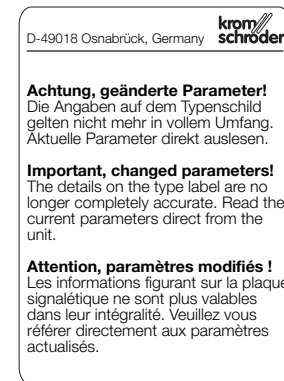 krom//
D-49018 Osnabrück, Germany schröder
Achtung, geänderte Parameter!
Die Angaben auf dem Typenschild
gelten nicht mehr in vollem Umfang.
Aktuelle Parameter direkt auslesen.
Important, changed parameters!
The details on the type label are no
longer completely accurate. Read the
current parameters direct from the
unit.
Attention, paramètres modifiés !
Les informations figurant sur la plaque
signalétique ne sont plus valables
dans leur intégralité. Veuillez vous
référer directement aux paramètres
actualisés.